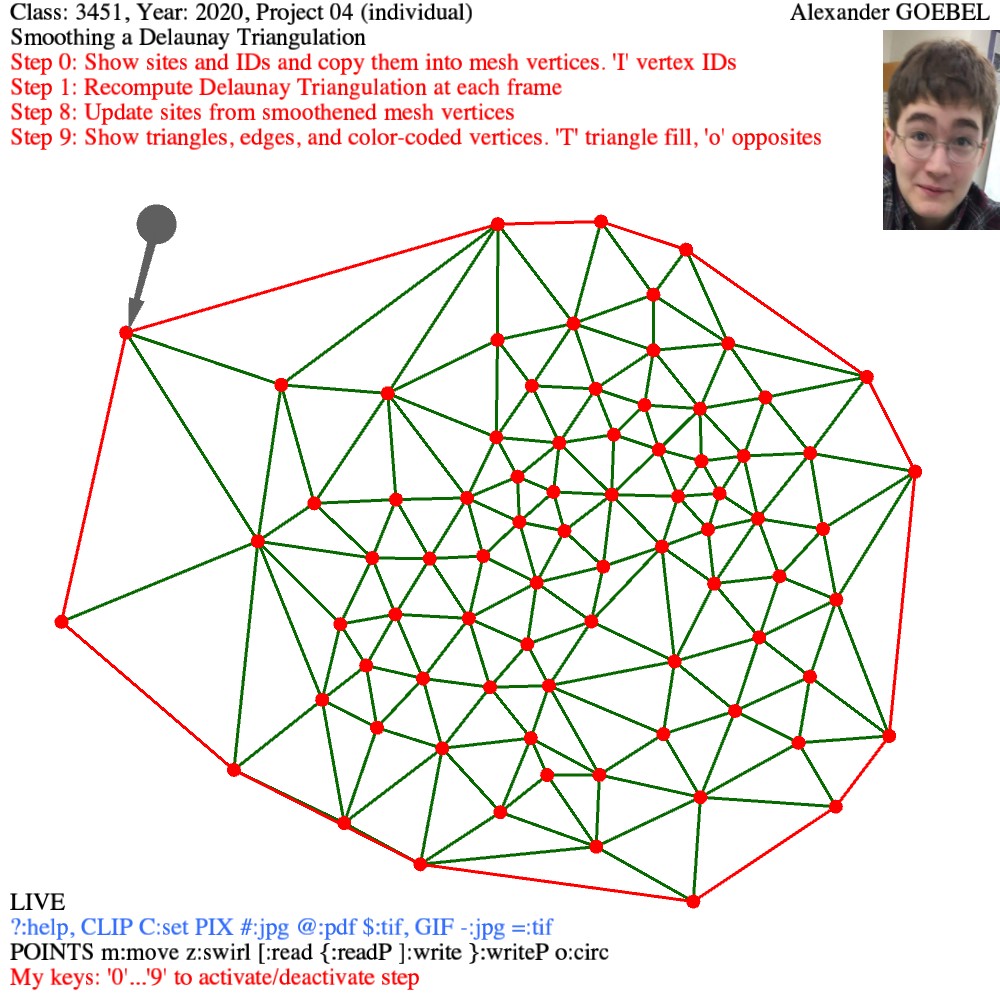 Class: 3451, Year: 2020, Project 04 (individual) Alexander GOEBEL
Smoothing a Delaunay Triangulation
Step 0: Show sites and IDs and copy them into mesh vertices. 'I' vertex IDs
Step 1: Recompute Delaunay Triangulation at each frame
Step 8: Update sites from smoothened mesh vertices
Step 9: Show triangles, edges, and color-coded vertices. 'T' triangle fill, 'o' opposites
LIVE
?:help, CLIP C:set PIX #:jpg @:pdf $:tif, GIF -:jpg =:tif
POINTS m:move z:swirl [:read {:readP ]:write }:writeP o:circ
My keys: '0'...'9' to activate/deactivate step